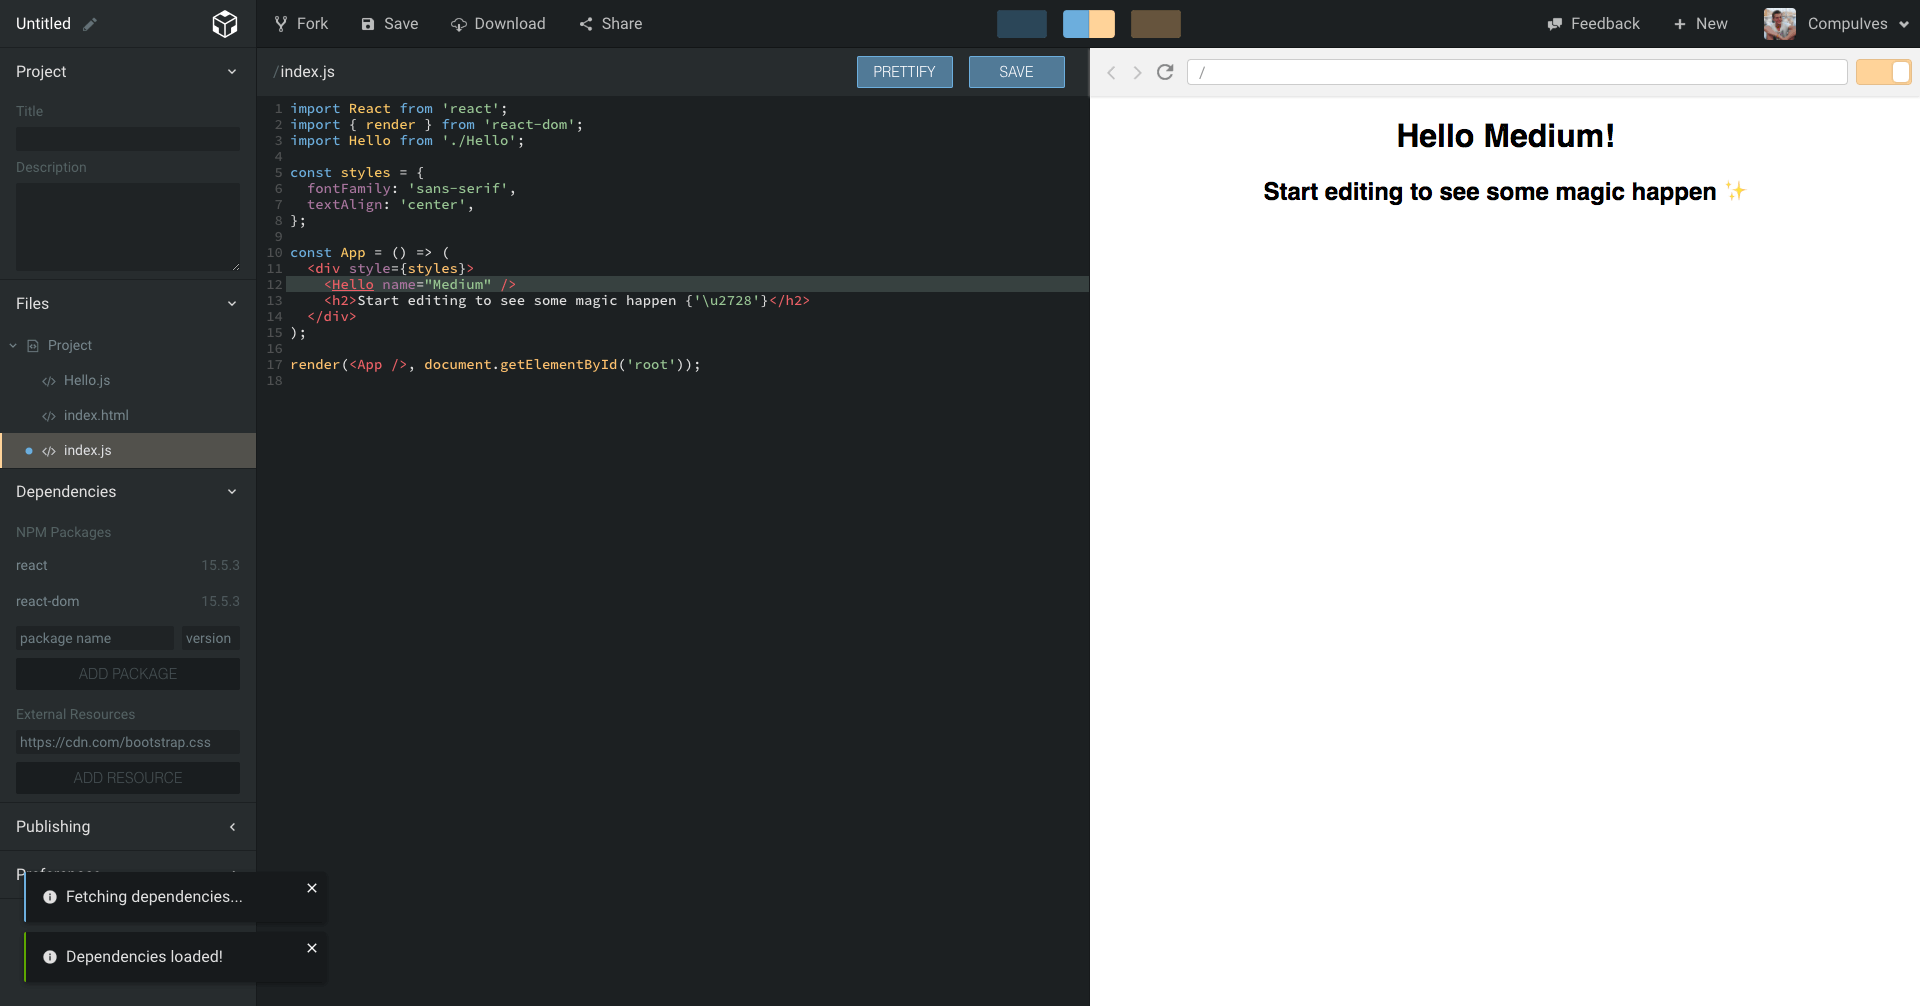 Untitled
Fork
Save
Download
Share
Feedback
New
Compulves
Project
Title
Description
Files
Project
Hello.js
index.html
index.js
Dependencies
NPM Packages
react 15.5.3
react-dom 15.5.3
package name version
ADD PACKAGE
External Resources
https://cdn.com/bootstrap.css
ADD RESOURCE
Publishing
Preferences
Fetching dependencies...
Dependencies loaded!
/index.js
PRETTIFY
SAVE
1 import React from 'react';
2 import { render } from 'react-dom';
3 import Hello from './Hello';
4
5 const styles = {
6   fontFamily: 'sans-serif',
7   textAlign: 'center',
8 };
9
10 const App = () => (
11   <div style={styles}>
12     <Hello name="Medium" />
13     <h2>Start editing to see some magic happen {'\u2728'}</h2>
14   </div>
15 );
16
17 render(<App />, document.getElementById('root'));
18
/
Hello Medium!
Start editing to see some magic happen ✨